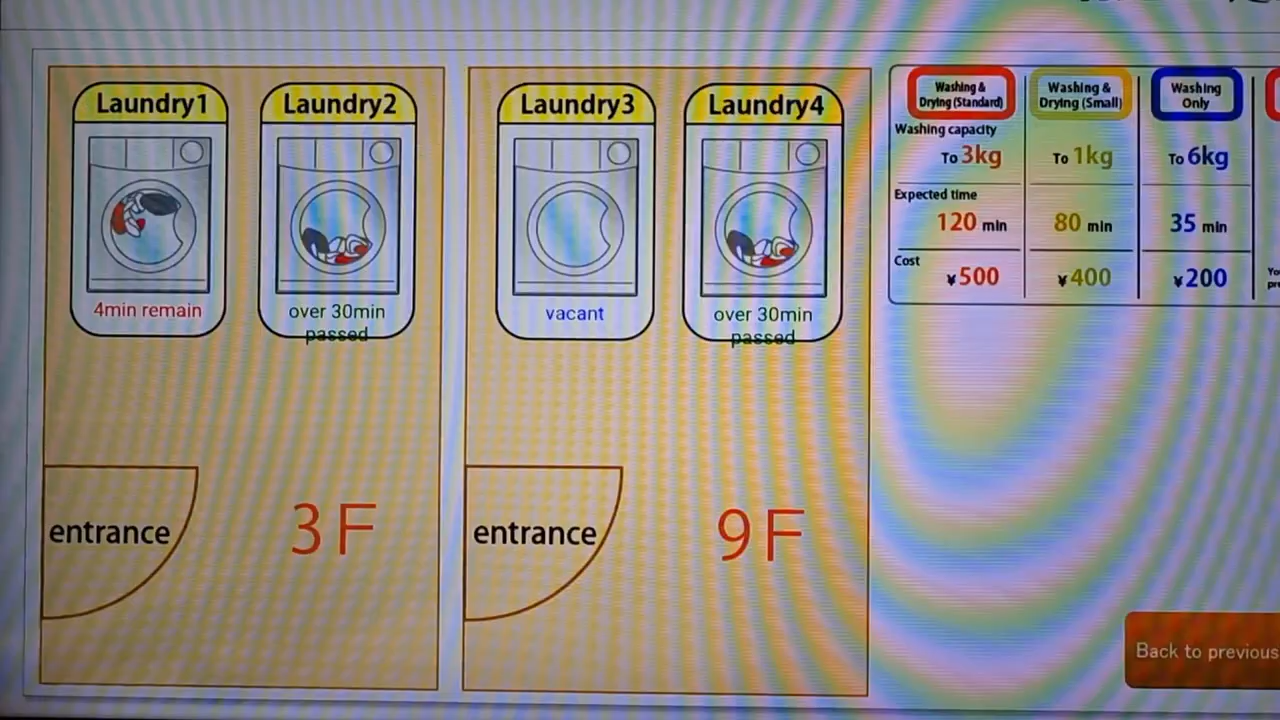 Laundry1
4min remain
Laundry2
over 30min
passed
entrance
3F
Laundry3
vacant
Laundry4
over 30min
passed
entrance
9F
Washing &
Drying (Standard)
Washing &
Drying (Small)
Washing
Only
Washing capacity
To 3kg
To 1kg
To 6kg
Expected time
120 min
80 min
35 min
Cost
¥500
¥400
¥200
Back to previous